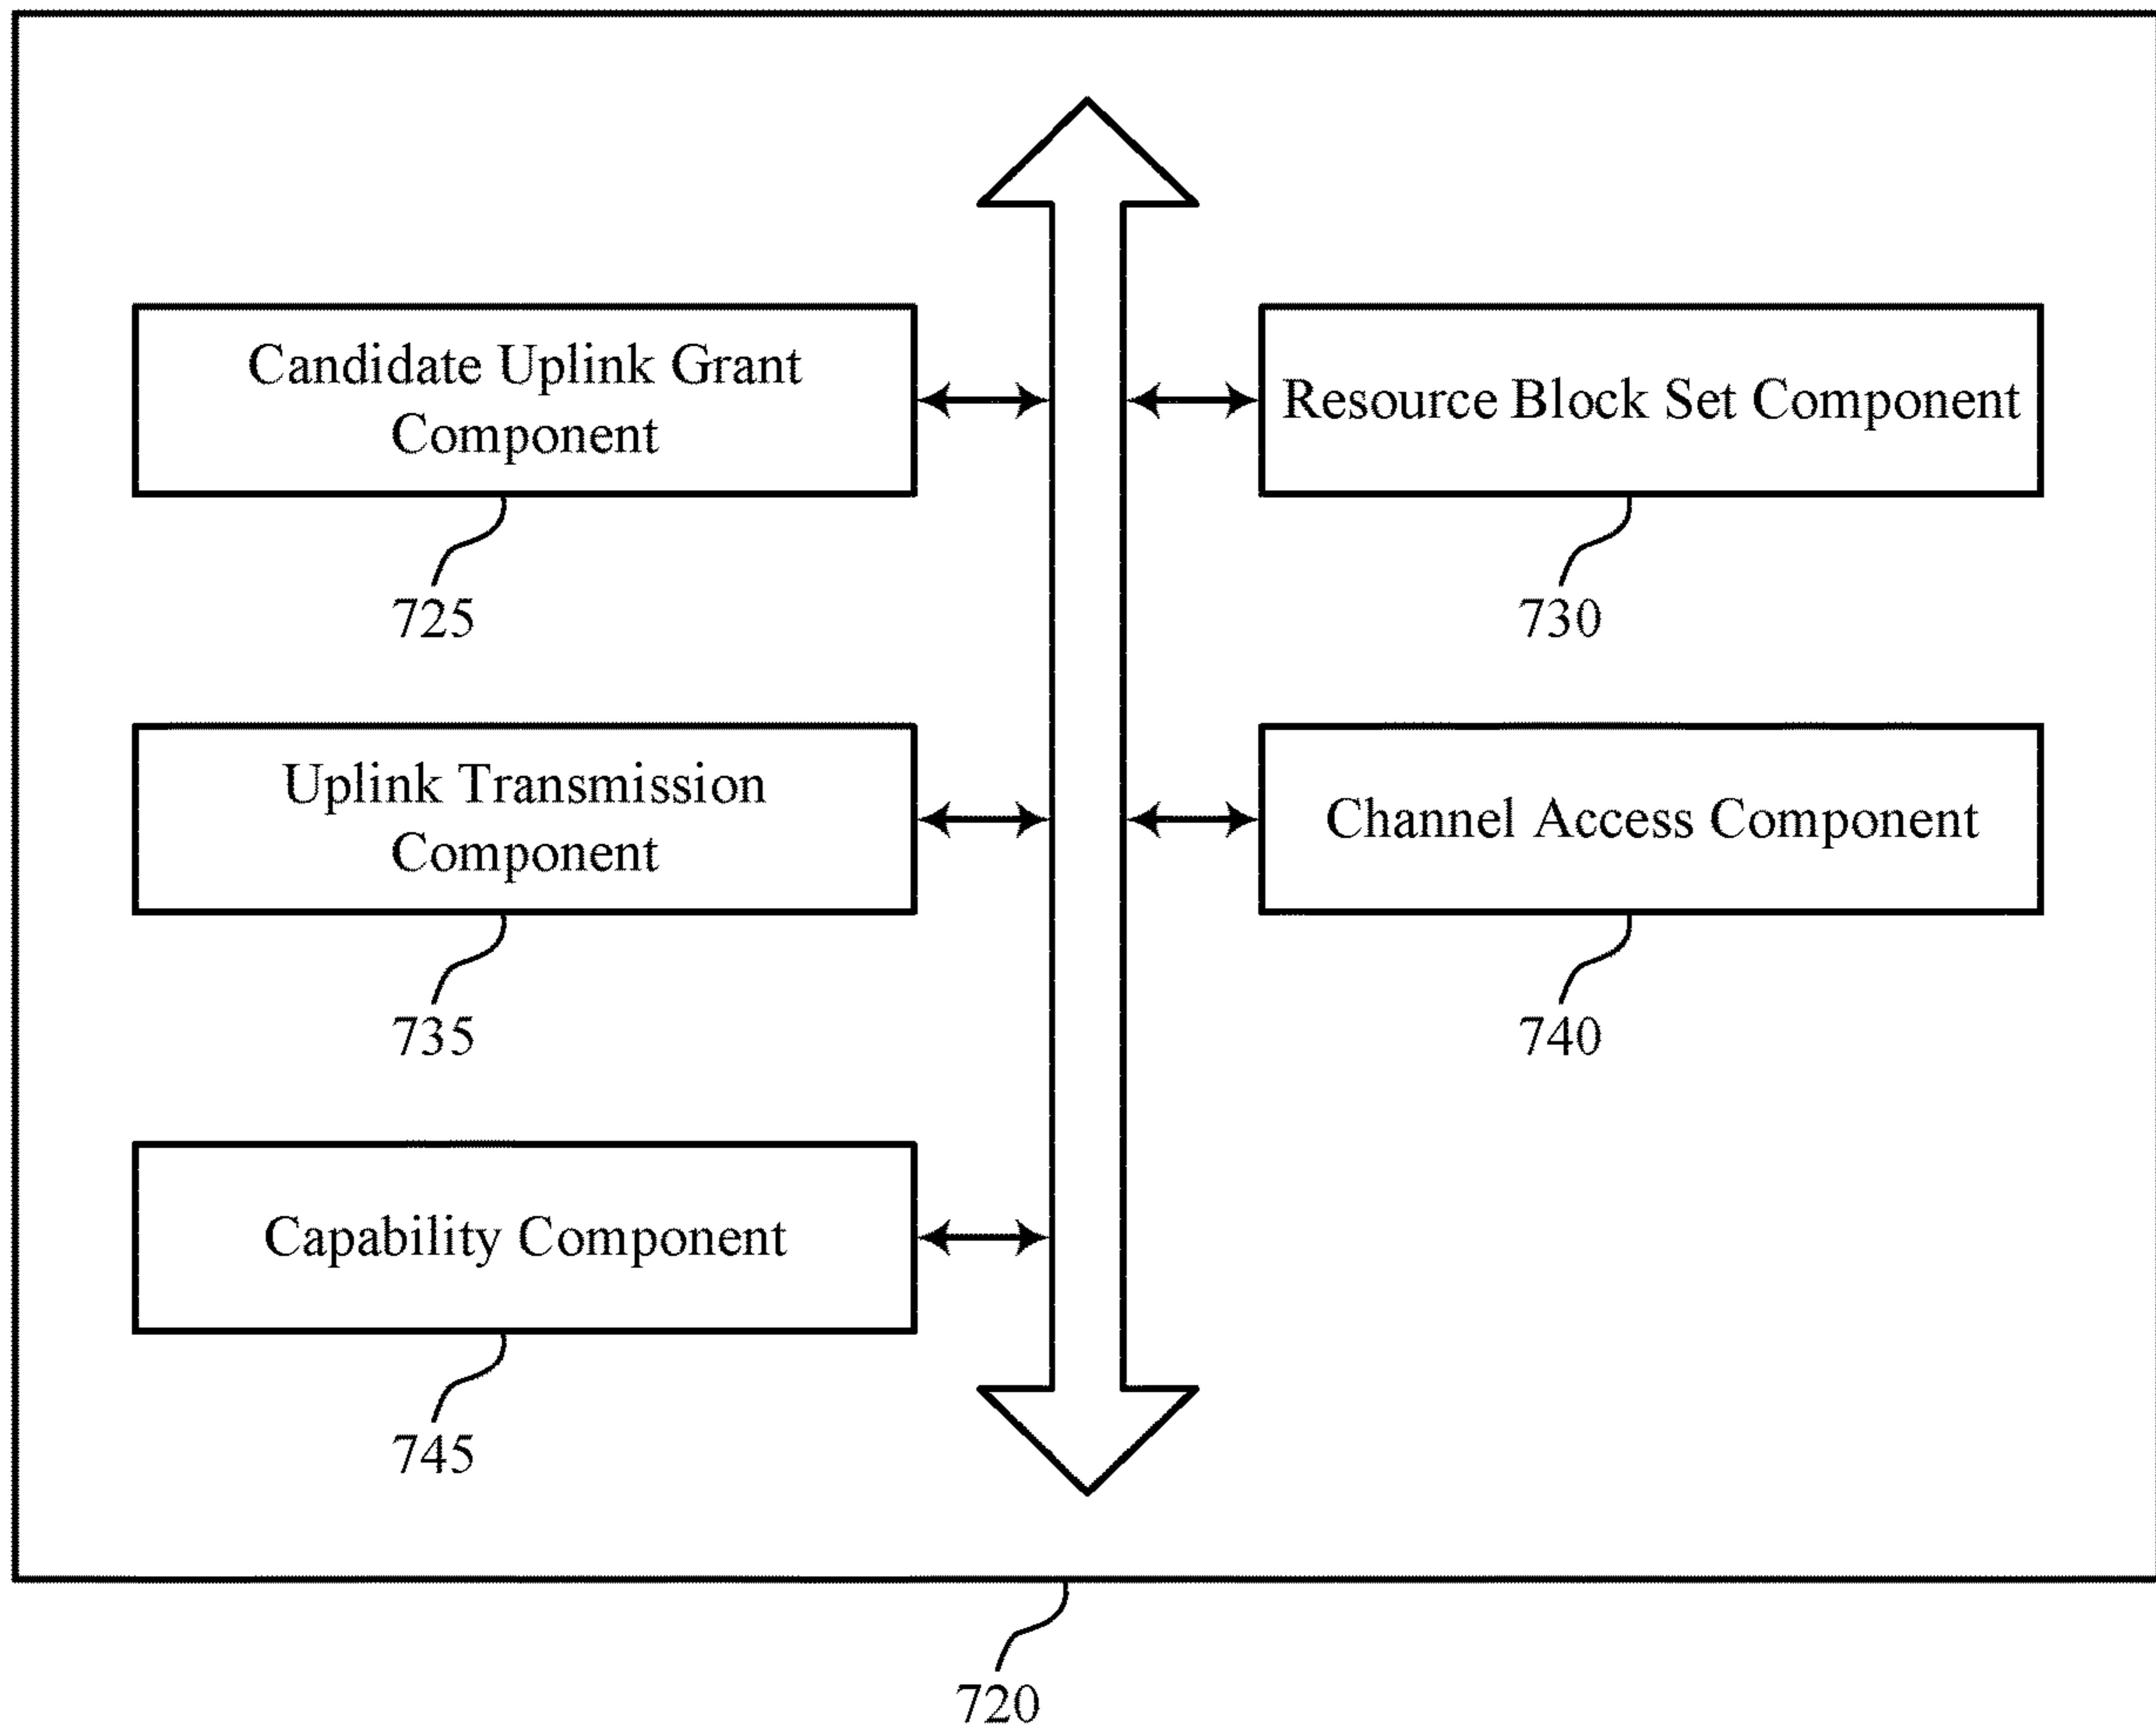 Candidate Uplink Grant
Component
725
Resource Block Set Component
730
Uplink Transmission
Component
735
Channel Access Component
740
Capability Component
745
720